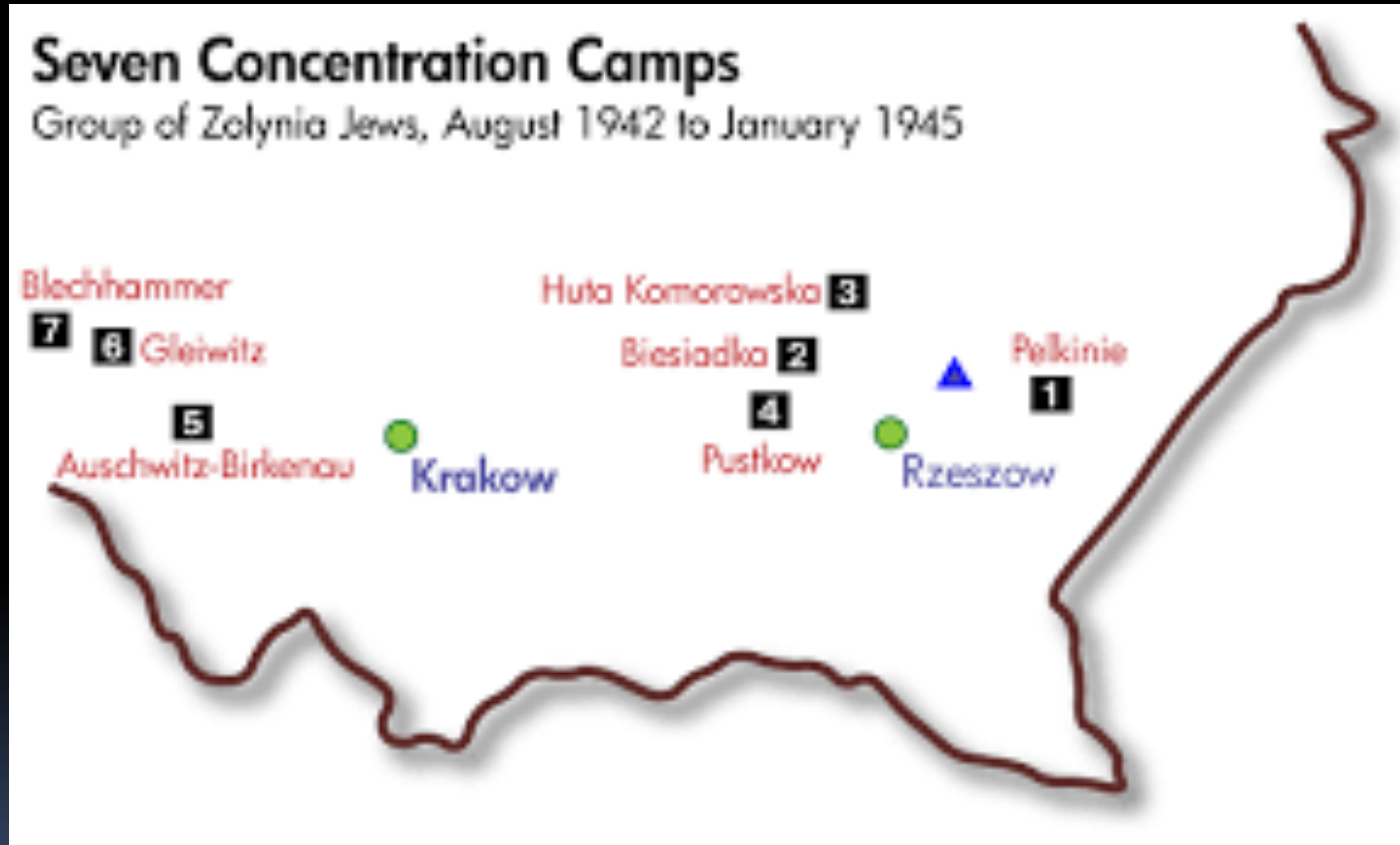 Seven Concentration Camps
Group of Zolynia Jews, August 1942 to January 1945
Blechhammer
7
6 Gleiwitz
5
Auschwitz-Birkenau
Krakow
Huta Komorowska 3
Biesiadka 2
4
Pustkow
Rzeszow
Pelkinie
1